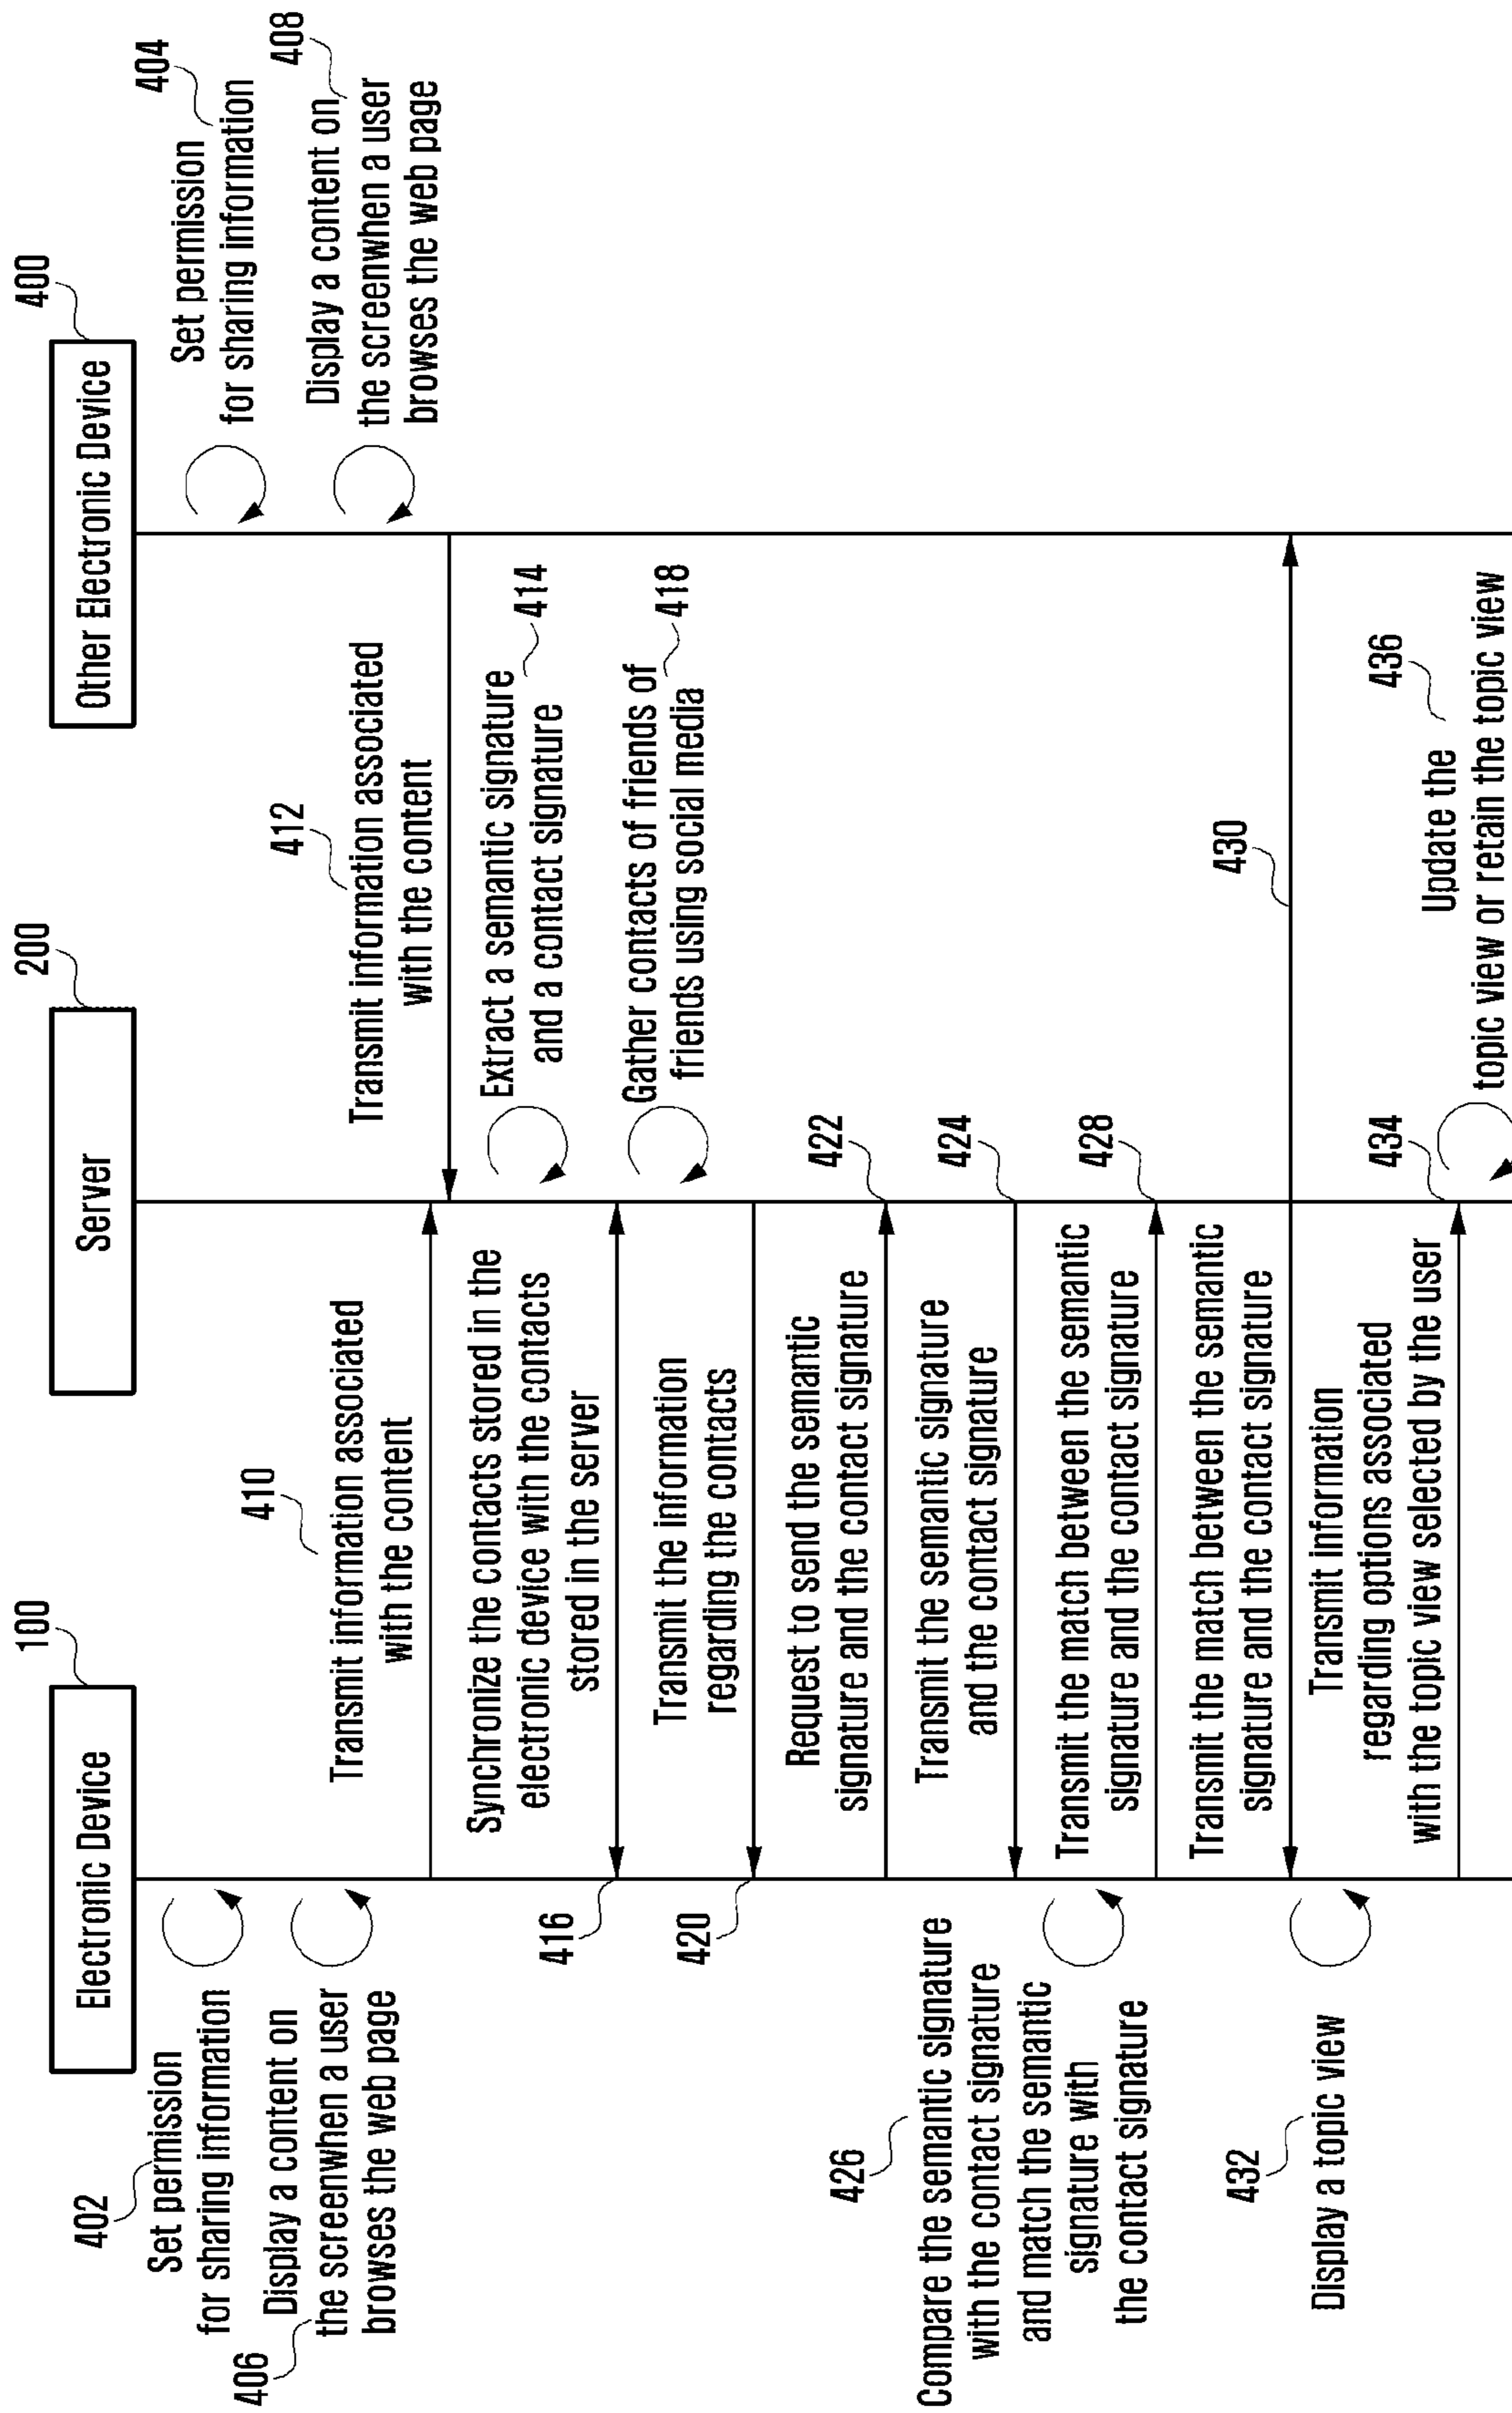 100
Electronic Device
200
Server
400
Other Electronic Device
402
Set permission
for sharing information
404
Set permission
for sharing information
406
Display a content on
the screenwhen a user
browses the web page
408
Display a content on
the screenwhen a user
browses the web page
410
Transmit information associated
with the content
412
Transmit information associated
with the content
414
Extract a semantic signature
and a contact signature
416
Synchronize the contacts stored in the
electronic device with the contacts
stored in the server
418
Gather contacts of friends of
friends using social media
420
Transmit the information
regarding the contacts
422
Request to send the semantic
signature and the contact signature
424
Transmit the semantic signature
and the contact signature
426
Compare the semantic signature
with the contact signature
and match the semantic
signature with
the contact signature
428
Transmit the match between the semantic
signature and the contact signature
430
Transmit the match between the semantic
signature and the contact signature
432
Display a topic view
434
Transmit information
regarding options associated
with the topic view selected by the user
436
Update the
topic view or retain the topic view